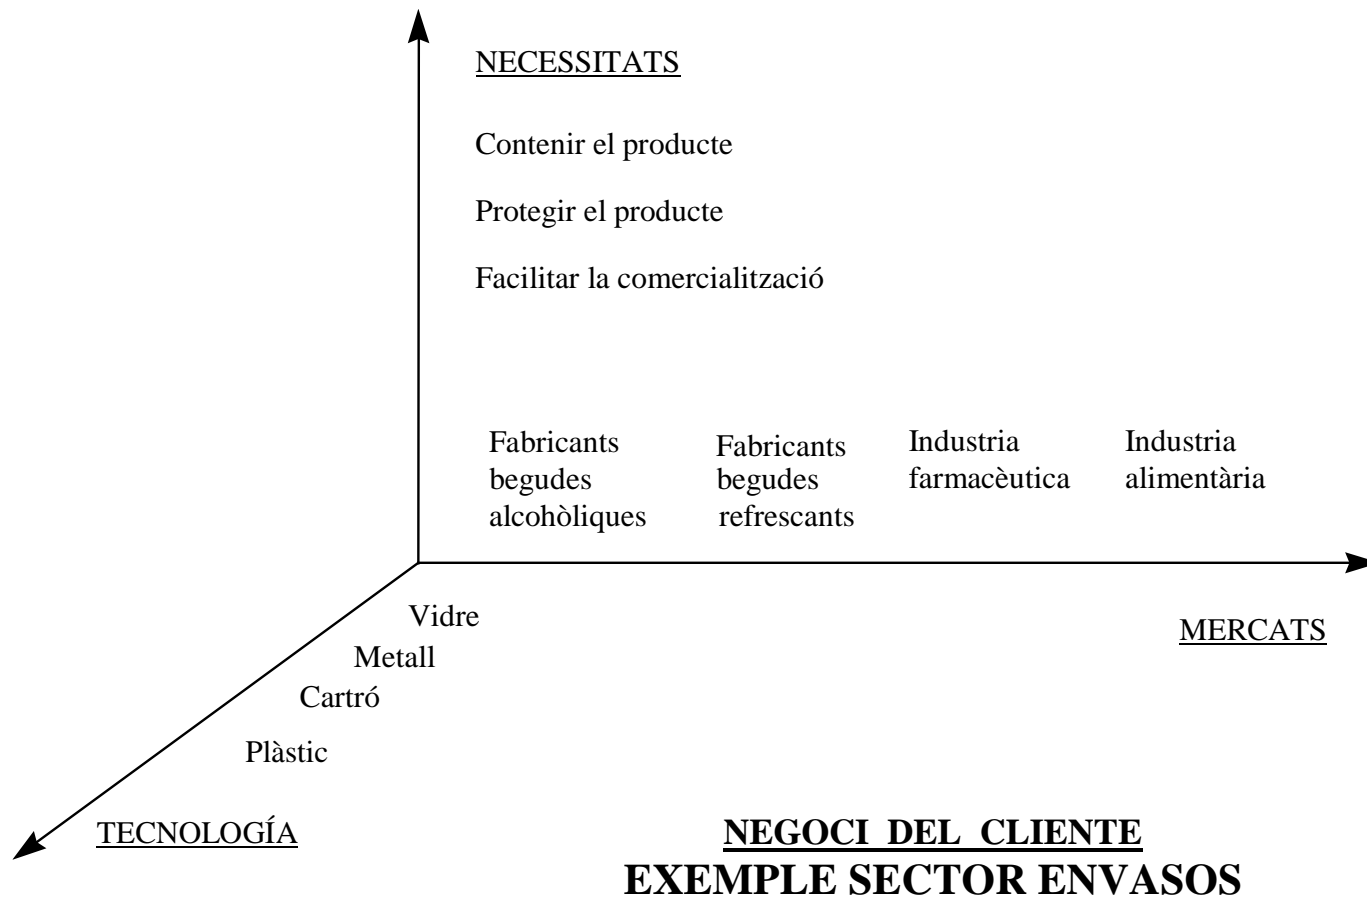 NECESSITATS
Contenir el producte
Protegir el producte
Facilitar la comercialització
Fabricants
begudes
alcohòliques
Fabricants
begudes
refrescants
Industria
farmacèutica
Industria
alimentària
Vidre
Metall
Cartró
Plàstic
MERCATS
TECNOLOGÍA
NEGOCI DEL CLIENTE
EXEMPLE SECTOR ENVASOS